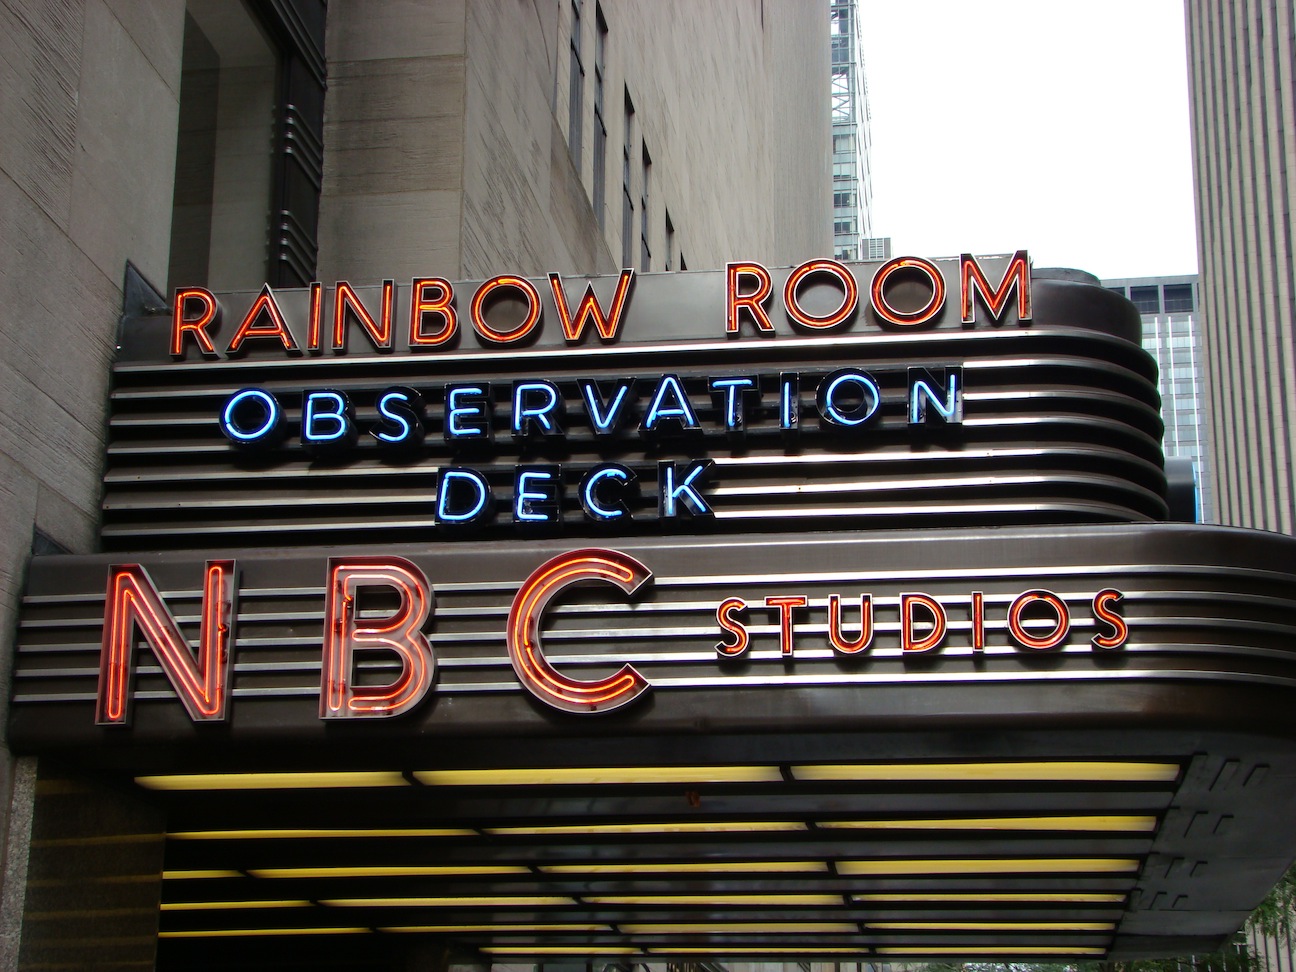 RAINBOW ROOM
OBSERVATION
DECK
NBC STUDIOS